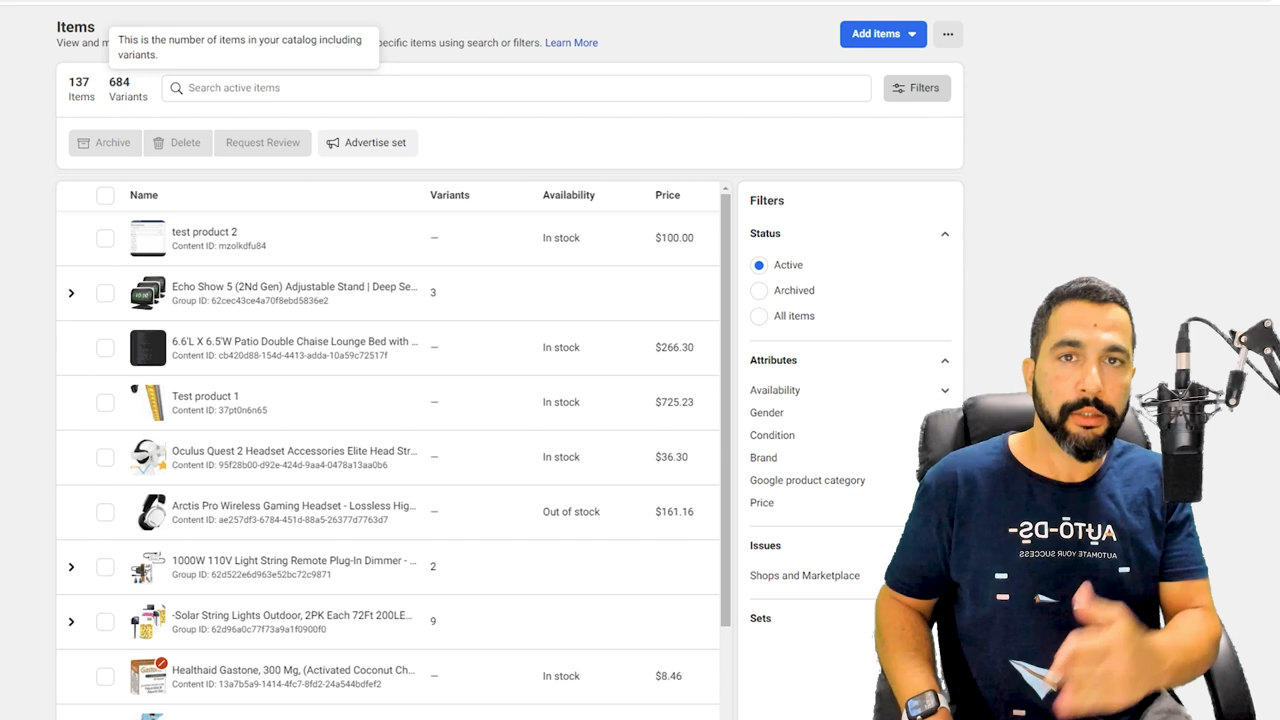 Items
View and m
This is the number of items in your catalog including
variants.
pecific items using search or filters. Learn More
Add items
137
Items
684
Variants
Search active items
Filters
Archive
Delete
Request Review
Advertise set
Name
Variants
Availability
Price
test product 2
Content ID: mzolkdfu84
–
In stock
$100.00
Echo Show 5 (2Nd Gen) Adjustable Stand | Deep Se...
Group ID: 62cec43ce4a70f8ebd5836e2
3
6.6'L X 6.5'W Patio Double Chaise Lounge Bed with ...
Content ID: cb420d88-154d-4413-adda-10a59c72517f
–
In stock
$266.30
Test product 1
Content ID: 37pt0n6n65
–
In stock
$725.23
Oculus Quest 2 Headset Accessories Elite Head Str...
Content ID: 95f28b00-d92e-424d-9aa4-0478a13aa0b6
–
In stock
$36.30
Arctis Pro Wireless Gaming Headset - Lossless Hig...
Content ID: ae257df3-6784-451d-88a5-26377d7763d7
–
Out of stock
$161.16
1000W 110V Light String Remote Plug-In Dimmer - ...
Group ID: 62d522e6d963e52bc72c9871
2
-Solar String Lights Outdoor, 2PK Each 72Ft 200LE...
Group ID: 62d96a0c77f73a9a1f0900f0
9
Healthaid Gastone, 300 Mg, (Activated Coconut Ch...
Content ID: 13a7b5a9-1414-4fc7-8fd2-24a544bdfef2
–
In stock
$8.46
Filters
Status
Active
Archived
All items
Attributes
Availability
Gender
Condition
Brand
Google product category
Price
Issues
Shops and Marketplace
Sets
AUTO-DS-
AUTOMATE YOUR SUCCESS